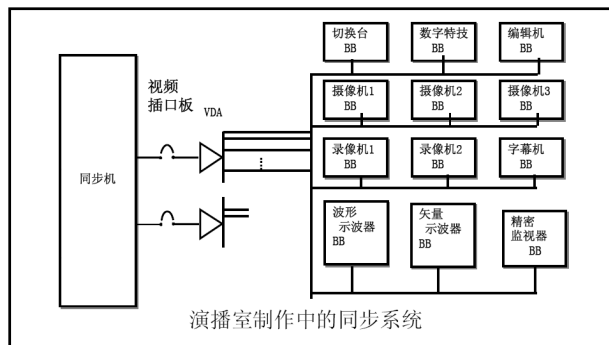 切换台
BB
数字特技
BB
编辑机
BB
视频
插口板
VDA
摄像机1
BB
摄像机2
BB
摄像机3
BB
同步机
录像机1
BB
录像机2
BB
字幕机
BB
波形
示波器
BB
矢量
示波器
BB
精密
监视器
BB
演播室制作中的同步系统